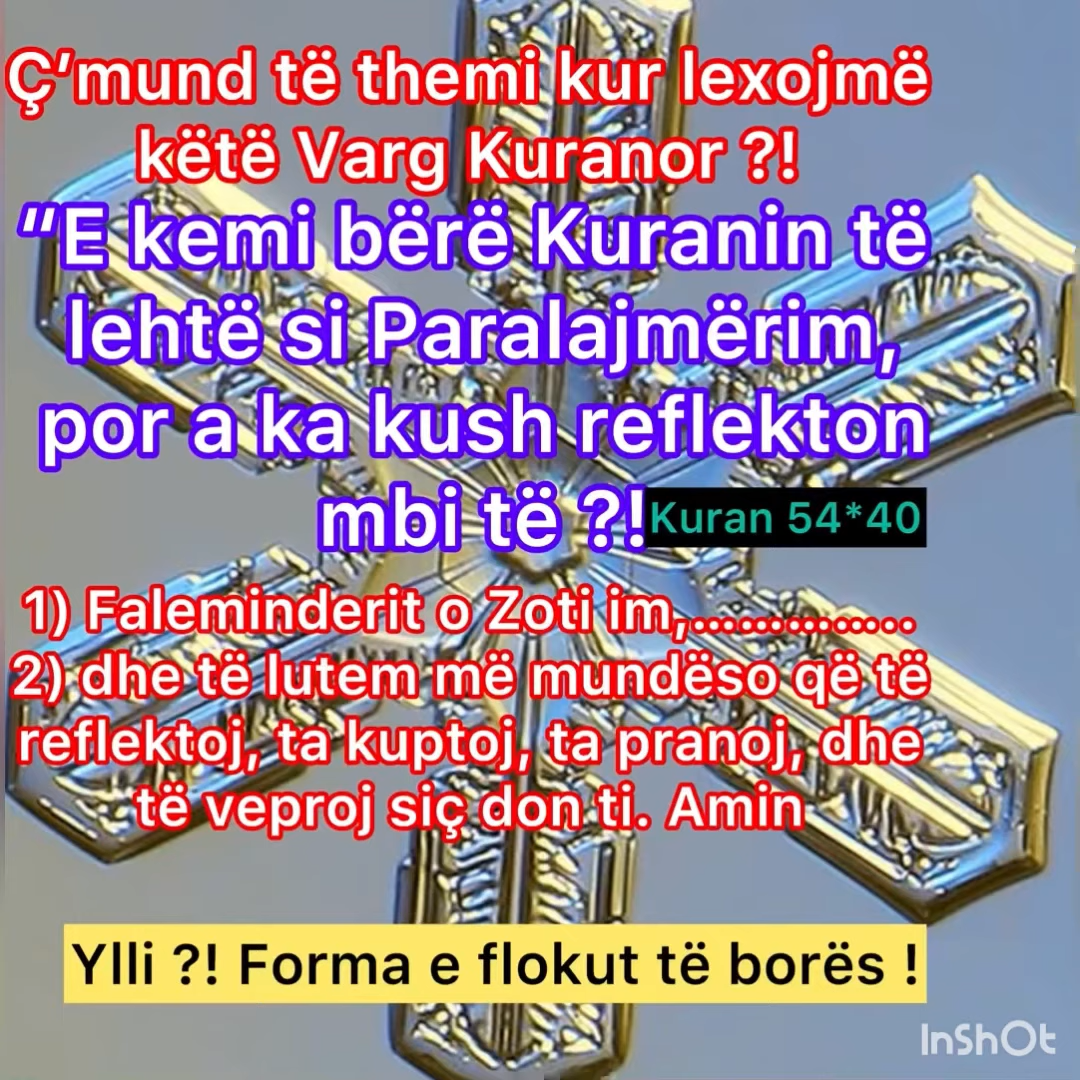 Ç’mund të themi kur lexojmë
këtë Varg Kuranor ?!
“E kemi bërë Kuranin të
lehtë si Paralajmërim,
por a ka kush reflekton
mbi të ?! Kuran 54*40
1) Faleminderit o Zoti im,..............
2) dhe të lutem më mundëso që të
reflektoj, ta kuptoj, ta pranoj, dhe
të veproj siç don ti. Amin
Ylli ?! Forma e flokut të borës !
InShOt